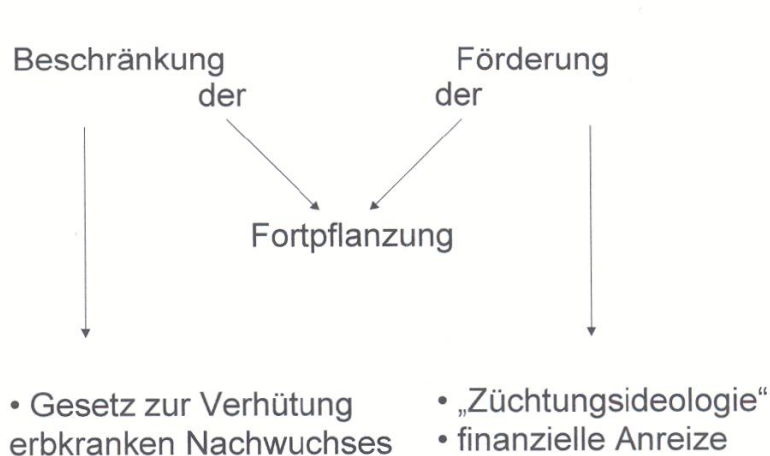 Beschränkung
der
Förderung
der
Fortpflanzung
• Gesetz zur Verhütung
erbkranken Nachwuchses
• „Züchtungsideologie“
• finanzielle Anreize